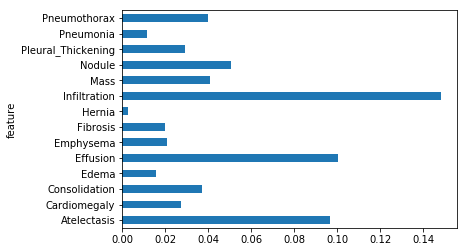 Pneumothorax
Pneumonia
Pleural_Thickening
Nodule
Mass
Infiltration
Hernia
Fibrosis
Emphysema
Effusion
Edema
Consolidation
Cardiomegaly
Atelectasis
feature
0.00 0.02 0.04 0.06 0.08 0.10 0.12 0.14